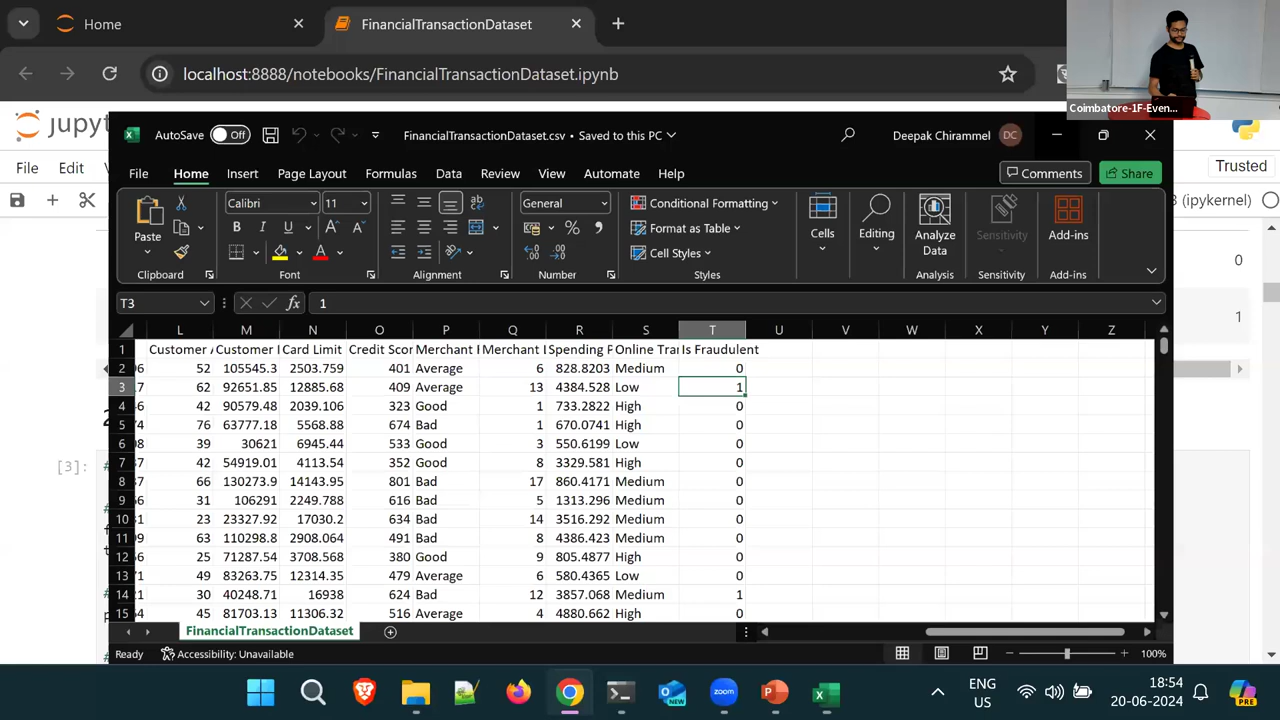 Home
FinancialTransactionDataset
localhost:8888/notebooks/FinancialTransactionDataset.ipynb
Coimbatore-1F-Even...
AutoSave Off FinancialTransactionDataset.csv • Saved to this PC Deepak Chirammel DC
File Edit
Trusted
File Home Insert Page Layout Formulas Data Review View Automate Help Comments Share
(ipykernel)
Paste Calibri 11 General Conditional Formatting
Format as Table
Cell Styles
Cells Editing Analyze Data Sensitivity Add-ins
Clipboard Font Alignment Number Styles Analysis Sensitivity Add-ins
0
1
T3 fx 1
L M N O P Q R S T U V W X Y Z
1 Customer Customer Card Limit Credit Scor Merchant Merchant Spending P Online Tra Is Fraudulent
2 52 105545.3 2503.759 401 Average 6 828.8203 Medium 0
3 62 92651.85 12885.68 409 Average 13 4384.528 Low 1
4 42 90579.48 2039.106 323 Good 1 733.2822 High 0
5 76 63777.18 5568.88 674 Bad 1 670.0741 High 0
6 39 30621 6945.44 533 Good 3 550.6199 Low 0
7 42 54919.01 4113.54 352 Good 8 3329.581 High 0
8 66 130273.9 14143.95 801 Bad 17 860.4171 Medium 0
9 31 106291 2249.788 616 Bad 5 1313.296 Medium 0
10 23 23327.92 17030.2 634 Bad 14 3516.292 Medium 0
11 63 110298.8 2908.064 491 Bad 8 4386.423 Medium 0
12 25 71287.54 3708.568 380 Good 9 805.4877 High 0
13 49 83263.75 12314.35 479 Average 6 580.4365 Low 0
14 30 40248.71 16938 624 Bad 12 3857.068 Medium 1
15 45 81703.13 11306.32 516 Average 4 4880.662 High 0
[3]:
FinancialTransactionDataset
Ready Accessibility: Unavailable 100%
ENG US 18:54 20-06-2024